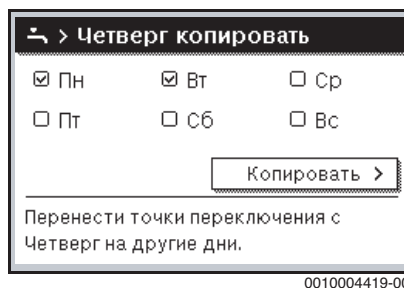 > Четверг копировать
Пн Вт Ср
Пт Сб Вс
Копировать >
Перенести точки переключения с
Четверг на другие дни.
0010004419-00